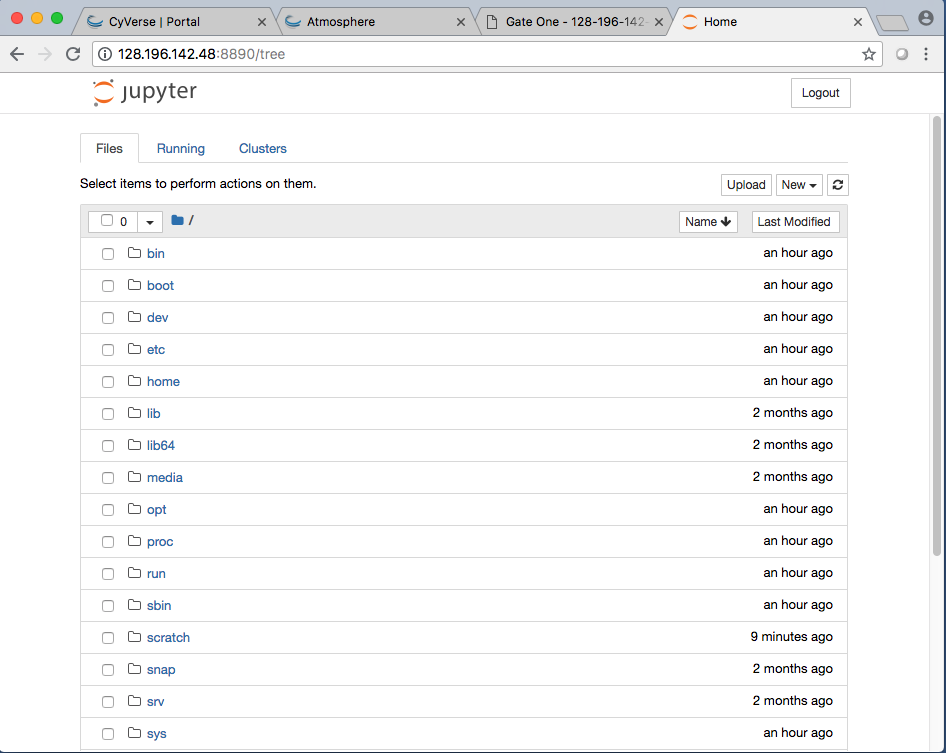 CyVerse | Portal
Atmosphere
Gate One - 128-196-142-
Home
128.196.142.48:8890/tree
jupyter
Logout
Files Running Clusters
Select items to perform actions on them.
Upload New
0 / Name Last Modified
bin an hour ago
boot an hour ago
dev an hour ago
etc an hour ago
home an hour ago
lib 2 months ago
lib64 2 months ago
media 2 months ago
opt an hour ago
proc an hour ago
run an hour ago
sbin an hour ago
scratch 9 minutes ago
snap 2 months ago
srv 2 months ago
sys an hour ago